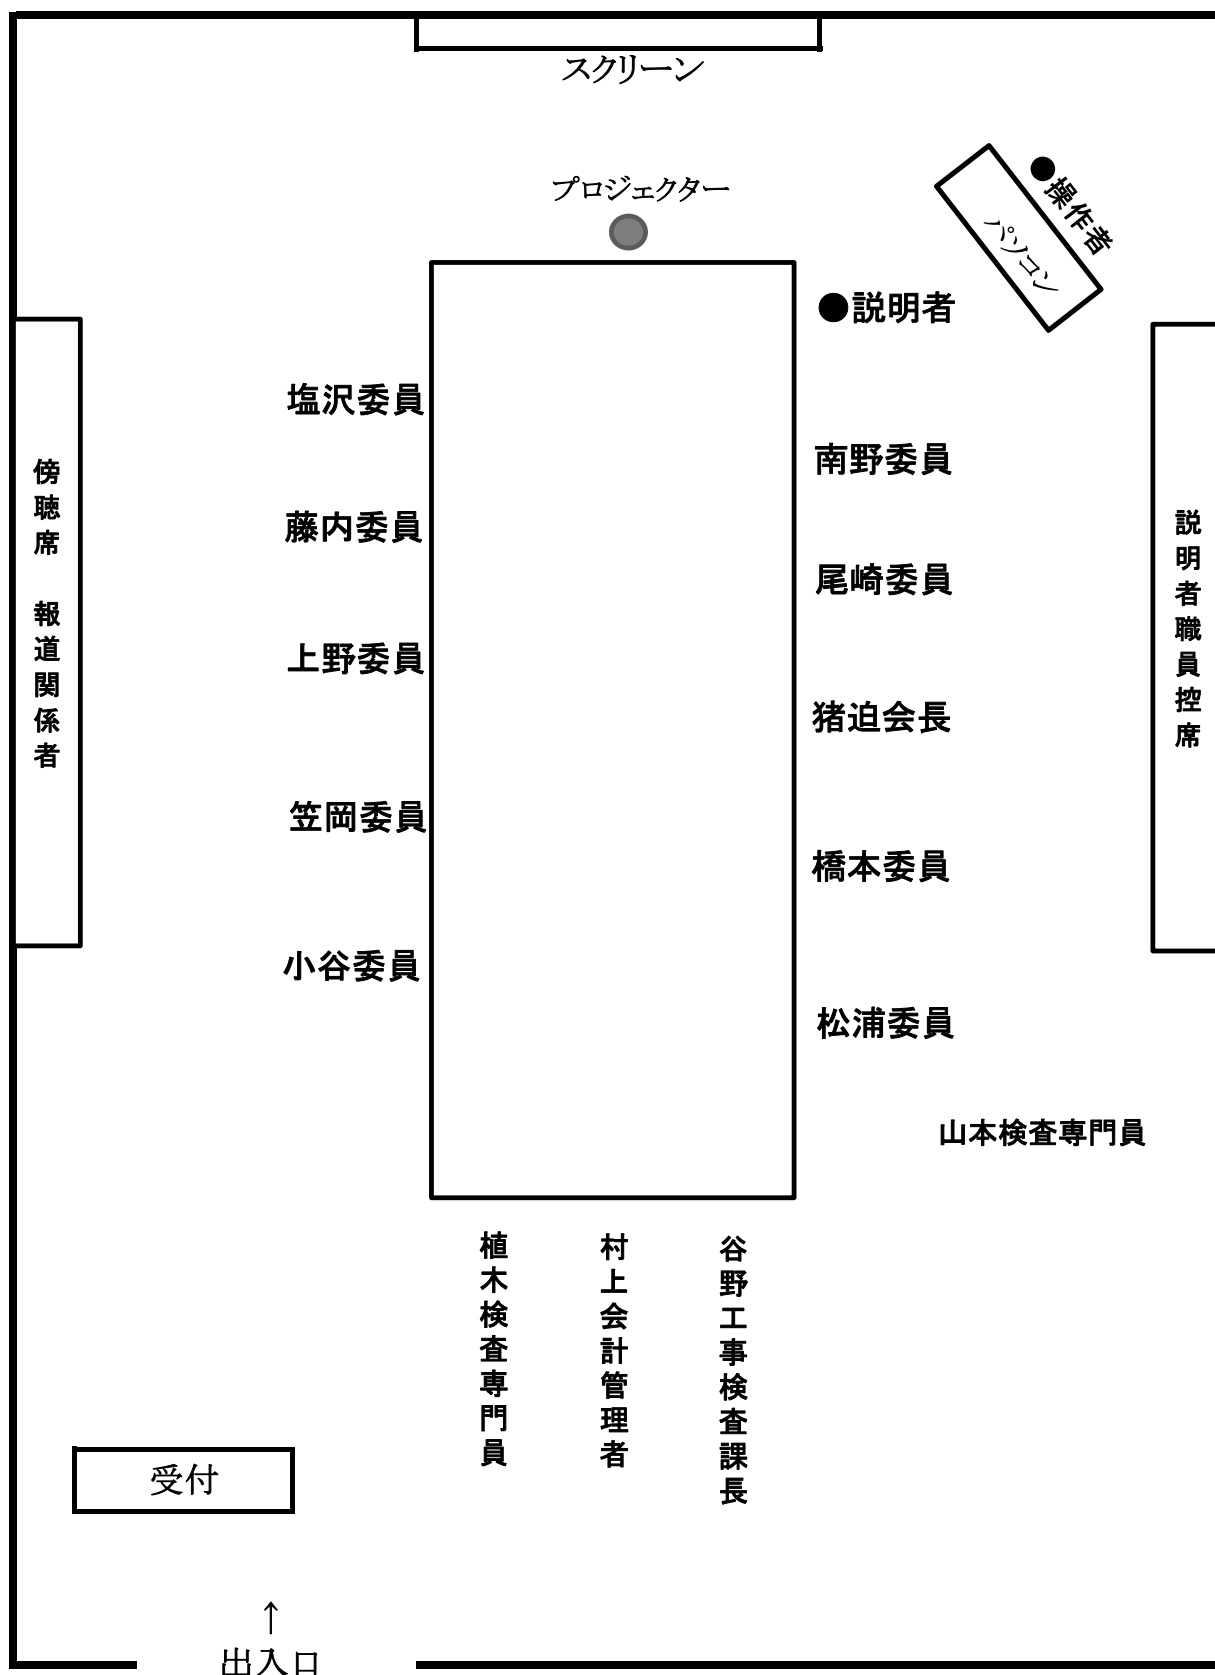 スクリーン
プロジェクター
●操作者
パソコン
●説明者
塩沢委員
南野委員
藤内委員
尾崎委員
上野委員
猪迫会長
笠岡委員
橋本委員
小谷委員
松浦委員
傍聴席　報道関係者
説明者職員控席
山本検査専門員
植木検査専門員
村上会計管理者
谷野工事検査課長
受付
↑
出入口